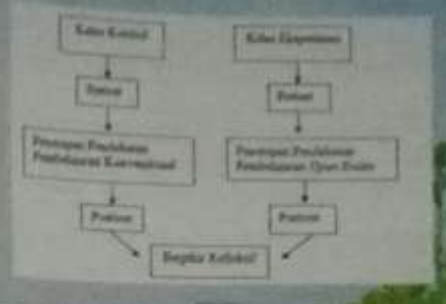 Kelas Kontrol
Kelas Eksperimen
Pretest
Pretest
Penerapan Pendekatan
Pembelajaran Konvensional
Penerapan Pendekatan
Pembelajaran Open Ended
Posttest
Posttest
Berpikir Reflektif